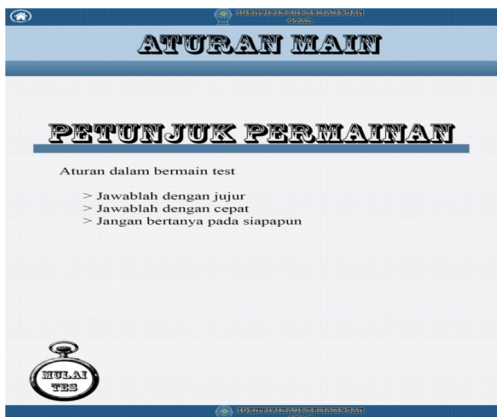 ATURAN MAIN
PETUNJUK PERMAINAN
Aturan dalam bermain test
> Jawablah dengan jujur
> Jawablah dengan cepat
> Jangan bertanya pada siapapun
MULAI
TES